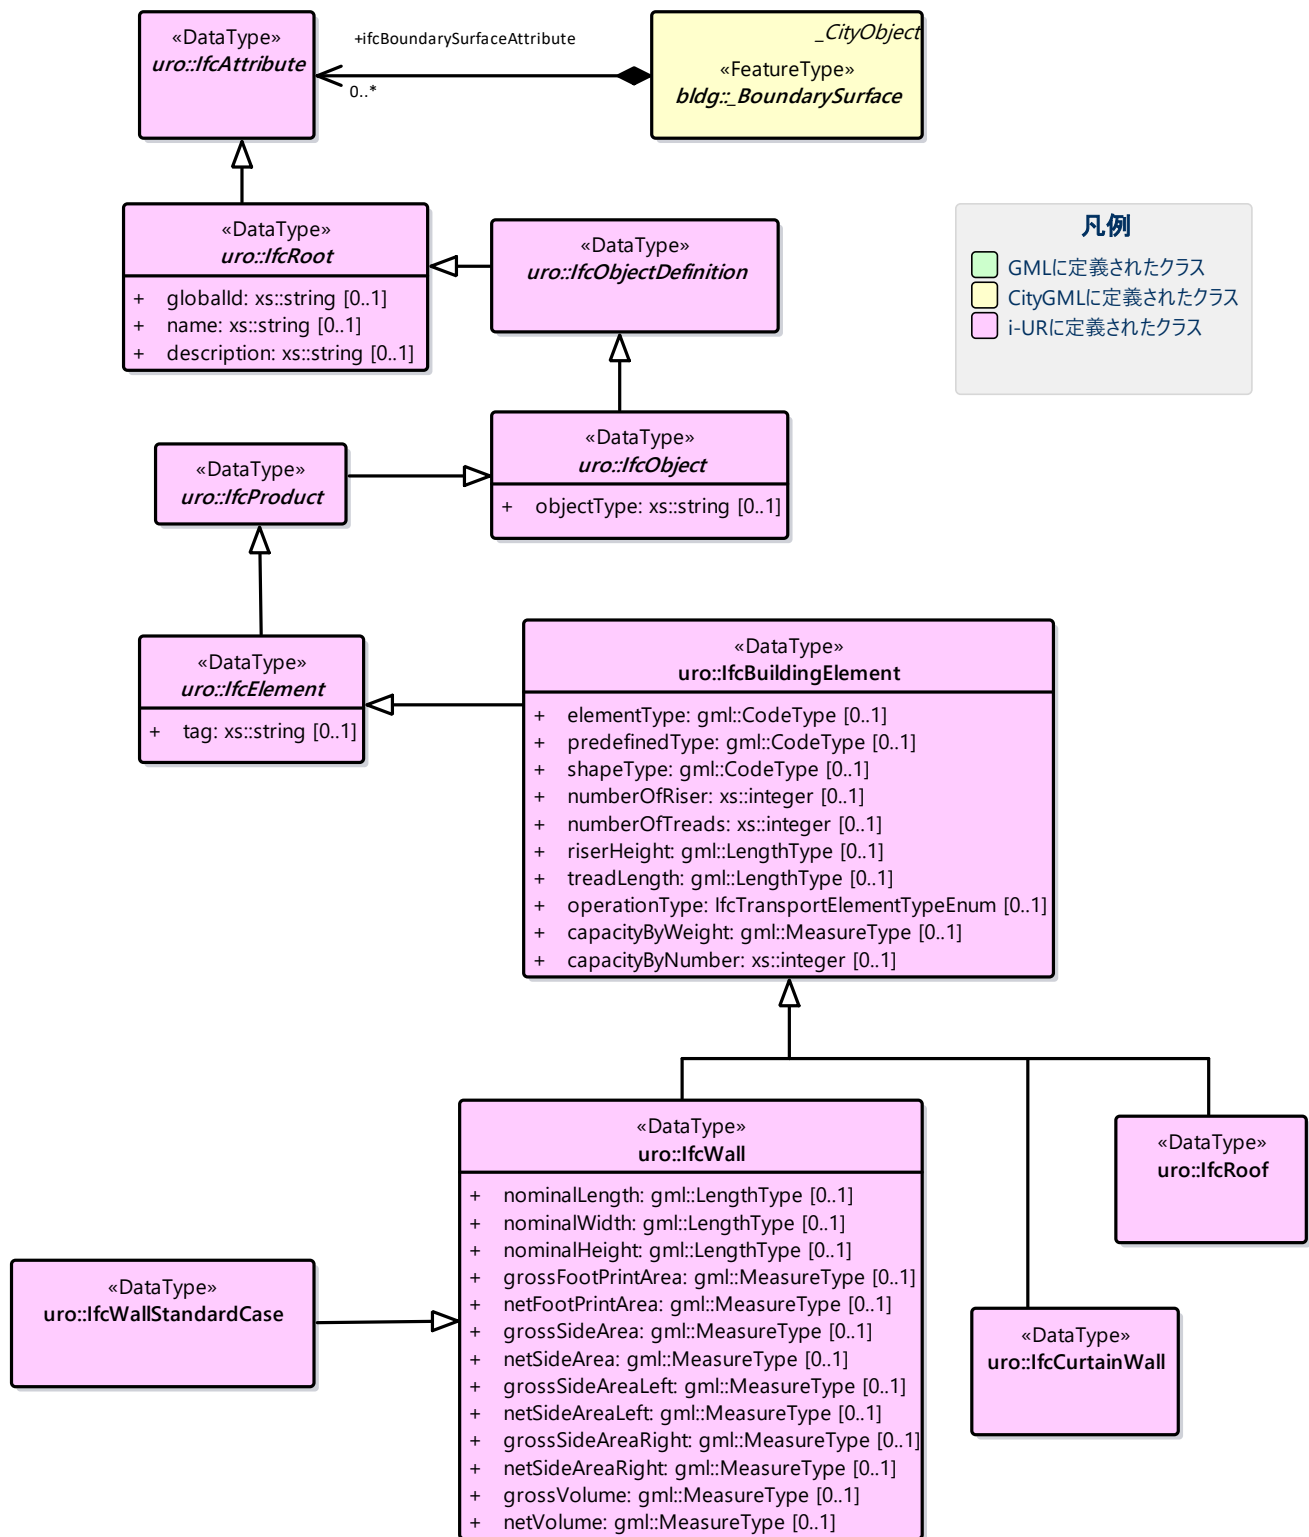 «DataType»
uro::IfcAttribute
+ifcBoundarySurfaceAttribute
0..*
_CityObject
«FeatureType»
bldg::_BoundarySurface
«DataType»
uro::IfcRoot
+ globalId: xs::string [0..1]
+ name: xs::string [0..1]
+ description: xs::string [0..1]
«DataType»
uro::IfcObjectDefinition
凡例
GMLに定義されたクラス
CityGMLに定義されたクラス
i-URに定義されたクラス
«DataType»
uro::IfcProduct
«DataType»
uro::IfcObject
+ objectType: xs::string [0..1]
«DataType»
uro::IfcElement
+ tag: xs::string [0..1]
«DataType»
uro::IfcBuildingElement
+ elementType: gml::CodeType [0..1]
+ predefinedType: gml::CodeType [0..1]
+ shapeType: gml::CodeType [0..1]
+ numberOfRiser: xs::integer [0..1]
+ numberOfTreads: xs::integer [0..1]
+ riserHeight: gml::LengthType [0..1]
+ treadLength: gml::LengthType [0..1]
+ operationType: IfcTransportElementTypeEnum [0..1]
+ capacityByWeight: gml::MeasureType [0..1]
+ capacityByNumber: xs::integer [0..1]
«DataType»
uro::IfcWall
+ nominalLength: gml::LengthType [0..1]
+ nominalWidth: gml::LengthType [0..1]
+ nominalHeight: gml::LengthType [0..1]
+ grossFootPrintArea: gml::MeasureType [0..1]
+ netFootPrintArea: gml::MeasureType [0..1]
+ grossSideArea: gml::MeasureType [0..1]
+ netSideArea: gml::MeasureType [0..1]
+ grossSideAreaLeft: gml::MeasureType [0..1]
+ netSideAreaLeft: gml::MeasureType [0..1]
+ grossSideAreaRight: gml::MeasureType [0..1]
+ netSideAreaRight: gml::MeasureType [0..1]
+ grossVolume: gml::MeasureType [0..1]
+ netVolume: gml::MeasureType [0..1]
«DataType»
uro::IfcRoof
«DataType»
uro::IfcWallStandardCase
«DataType»
uro::IfcCurtainWall